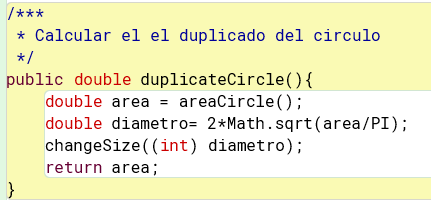 /***
 * Calcular el el duplicado del circulo
 */
public double duplicateCircle(){
    double area = areaCircle();
    double diametro= 2*Math.sqrt(area/PI);
    changeSize((int) diametro);
    return area;
}